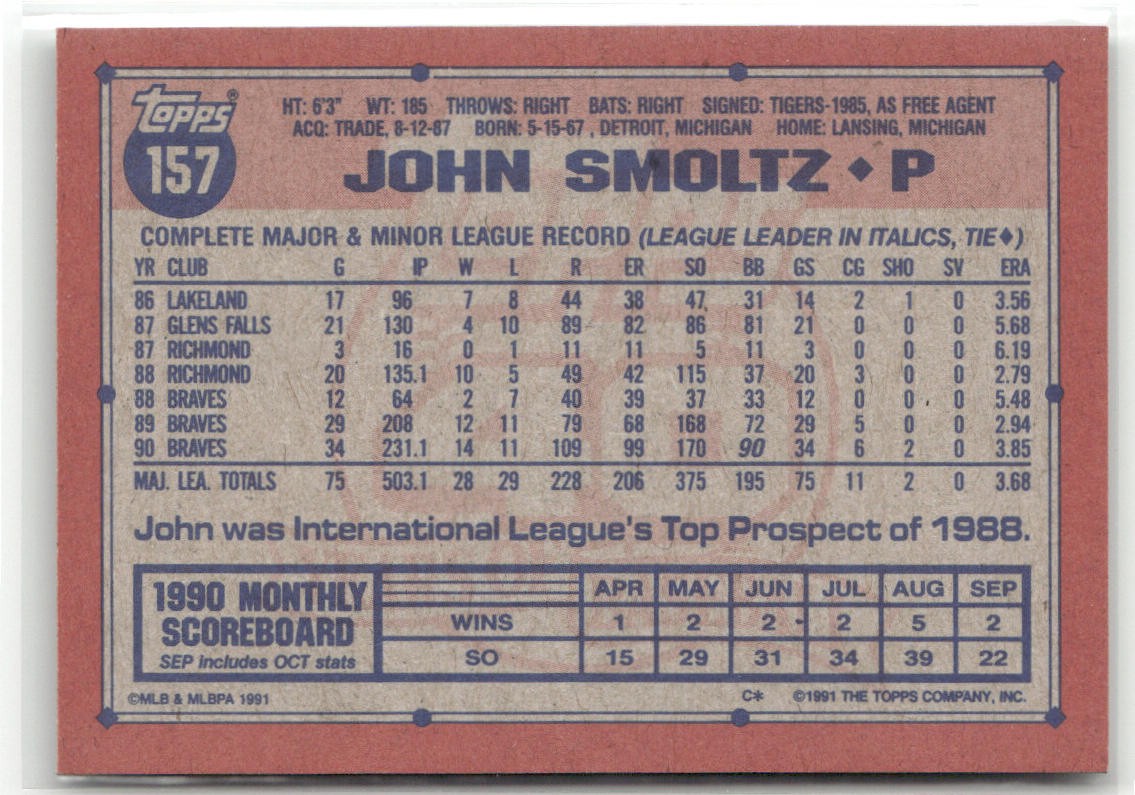 Topps®
157
HT: 6'3" WT: 185 THROWS: RIGHT BATS: RIGHT SIGNED: TIGERS-1985, AS FREE AGENT
ACQ: TRADE, 8-12-87 BORN: 5-15-67 , DETROIT, MICHIGAN HOME: LANSING, MICHIGAN
JOHN SMOLTZ ♦ P
COMPLETE MAJOR & MINOR LEAGUE RECORD (LEAGUE LEADER IN ITALICS, TIE♦)
YR CLUB G IP W L R ER SO BB GS CG SHO SV ERA
86 LAKELAND 17 96 7 8 44 38 47 31 14 2 1 0 3.56
87 GLENS FALLS 21 130 4 10 89 82 86 81 21 0 0 0 5.68
87 RICHMOND 3 16 0 1 11 11 5 11 3 0 0 0 6.19
88 RICHMOND 20 135.1 10 5 49 42 115 37 20 3 0 0 2.79
88 BRAVES 12 64 2 7 40 39 37 33 12 0 0 0 5.48
89 BRAVES 29 208 12 11 79 68 168 72 29 5 0 0 2.94
90 BRAVES 34 231.1 14 11 109 99 170 90 34 6 2 0 3.85
MAJ. LEA. TOTALS 75 503.1 28 29 228 206 375 195 75 11 2 0 3.68
John was International League's Top Prospect of 1988.
1990 MONTHLY
SCOREBOARD
SEP includes OCT stats
APR MAY JUN JUL AUG SEP
WINS 1 2 2 2 5 2
SO 15 29 31 34 39 22
©MLB & MLBPA 1991 C* ©1991 THE TOPPS COMPANY, INC.